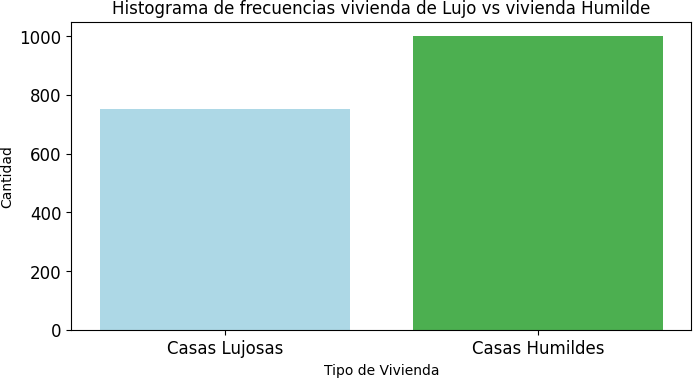 Histograma de frecuencias vivienda de Lujo vs vivienda Humilde
1000
800
600
400
200
0
Cantidad
Casas Lujosas
Casas Humildes
Tipo de Vivienda